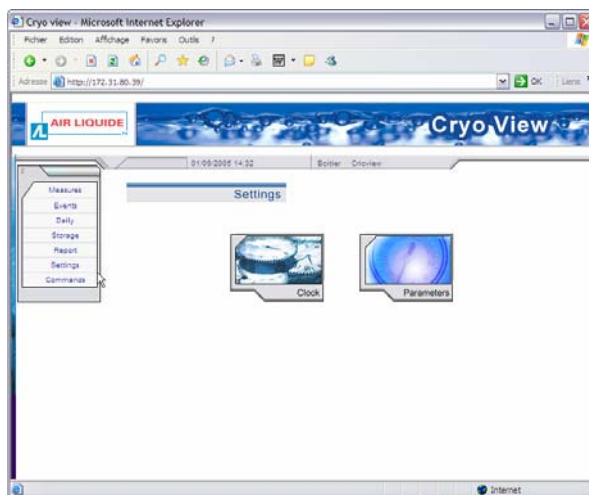 Cryo view - Microsoft Internet Explorer
Fichier Edition Affichage Favoris Outils ?
Adresse http://172.31.80.39/ OK Liens
AIR LIQUIDE
Cryo View
01/09/2005 14:32 Boitier Crioview
Measures
Events
Daily
Storage
Report
Settings
Commands
Settings
Clock
Parameters
Internet